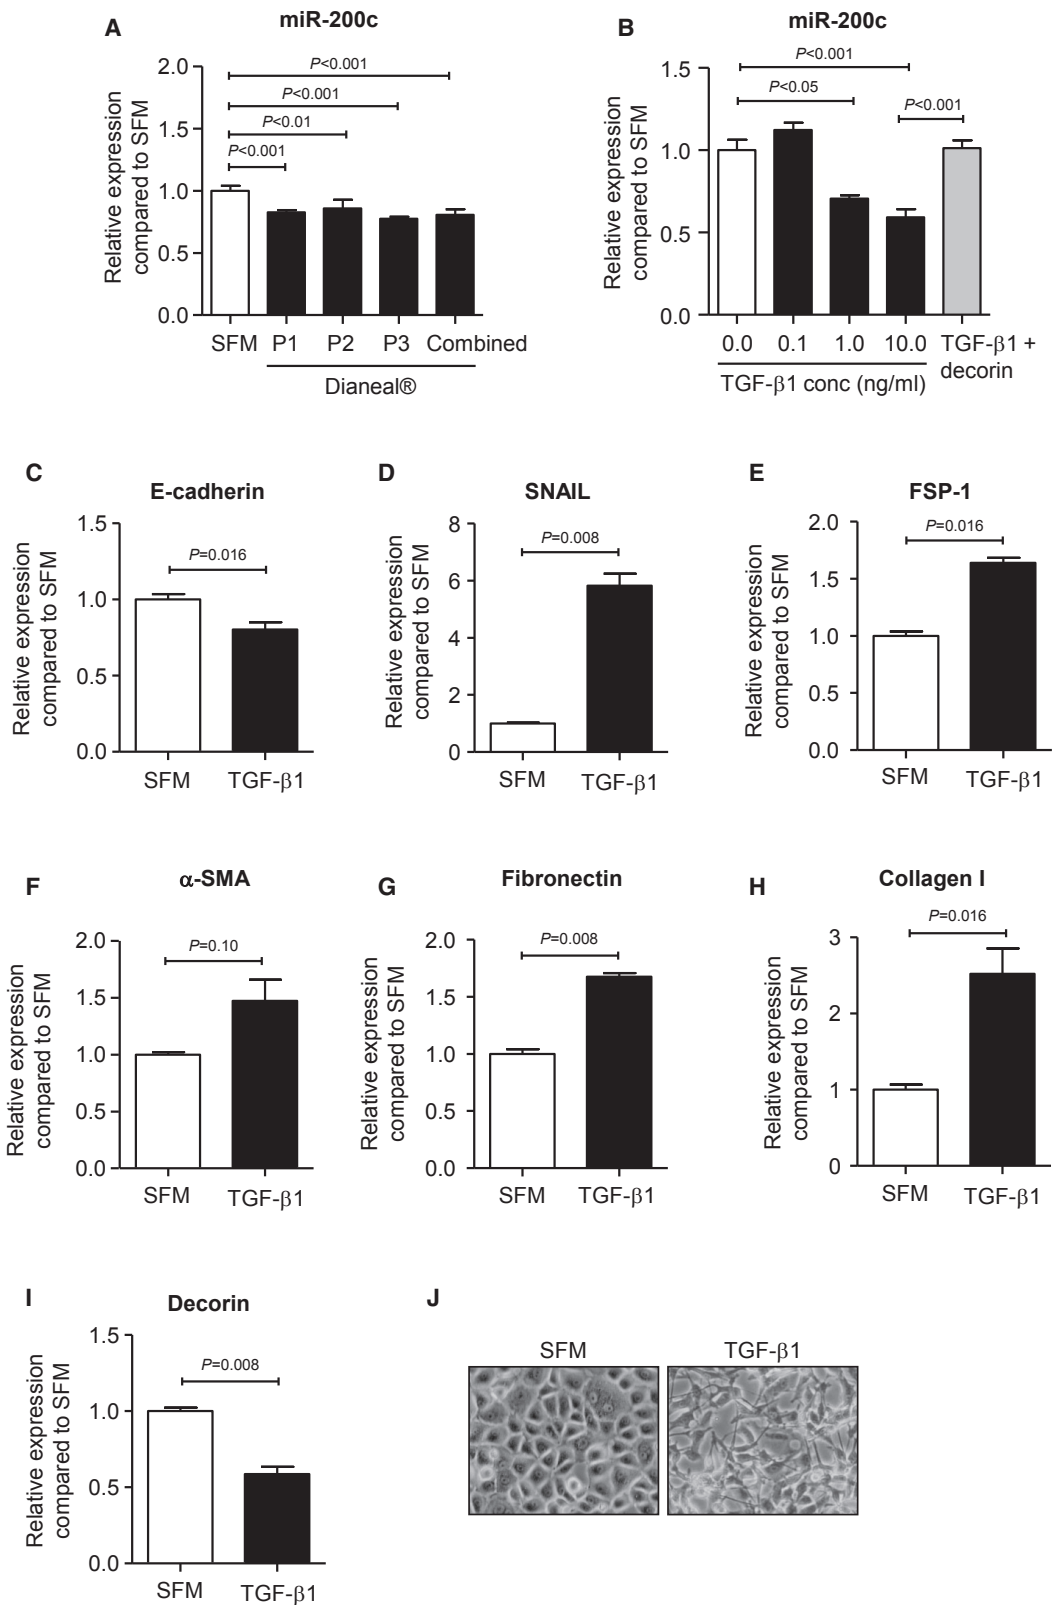 A
miR-200c
Relative expression
compared to SFM
2.0
1.5
1.0
0.5
0.0
P<0.001
P<0.001
P<0.01
P<0.001
SFM P1 P2 P3 Combined
Dianeal®
B
miR-200c
Relative expression
compared to SFM
1.5
1.0
0.5
0.0
P<0.001
P<0.05
P<0.001
0.0 0.1 1.0 10.0 TGF-β1 +
decorin
TGF-β1 conc (ng/ml)
C
E-cadherin
Relative expression
compared to SFM
1.5
1.0
0.5
0.0
P=0.016
SFM TGF-β1
D
SNAIL
Relative expression
compared to SFM
8
6
4
2
0
P=0.008
SFM TGF-β1
E
FSP-1
Relative expression
compared to SFM
2.0
1.5
1.0
0.5
0.0
P=0.016
SFM TGF-β1
F
α-SMA
Relative expression
compared to SFM
2.0
1.5
1.0
0.5
0.0
P=0.10
SFM TGF-β1
G
Fibronectin
Relative expression
compared to SFM
2.0
1.5
1.0
0.5
0.0
P=0.008
SFM TGF-β1
H
Collagen I
Relative expression
compared to SFM
3
2
1
0
P=0.016
SFM TGF-β1
I
Decorin
Relative expression
compared to SFM
1.5
1.0
0.5
0.0
P=0.008
SFM TGF-β1
J
SFM TGF-β1